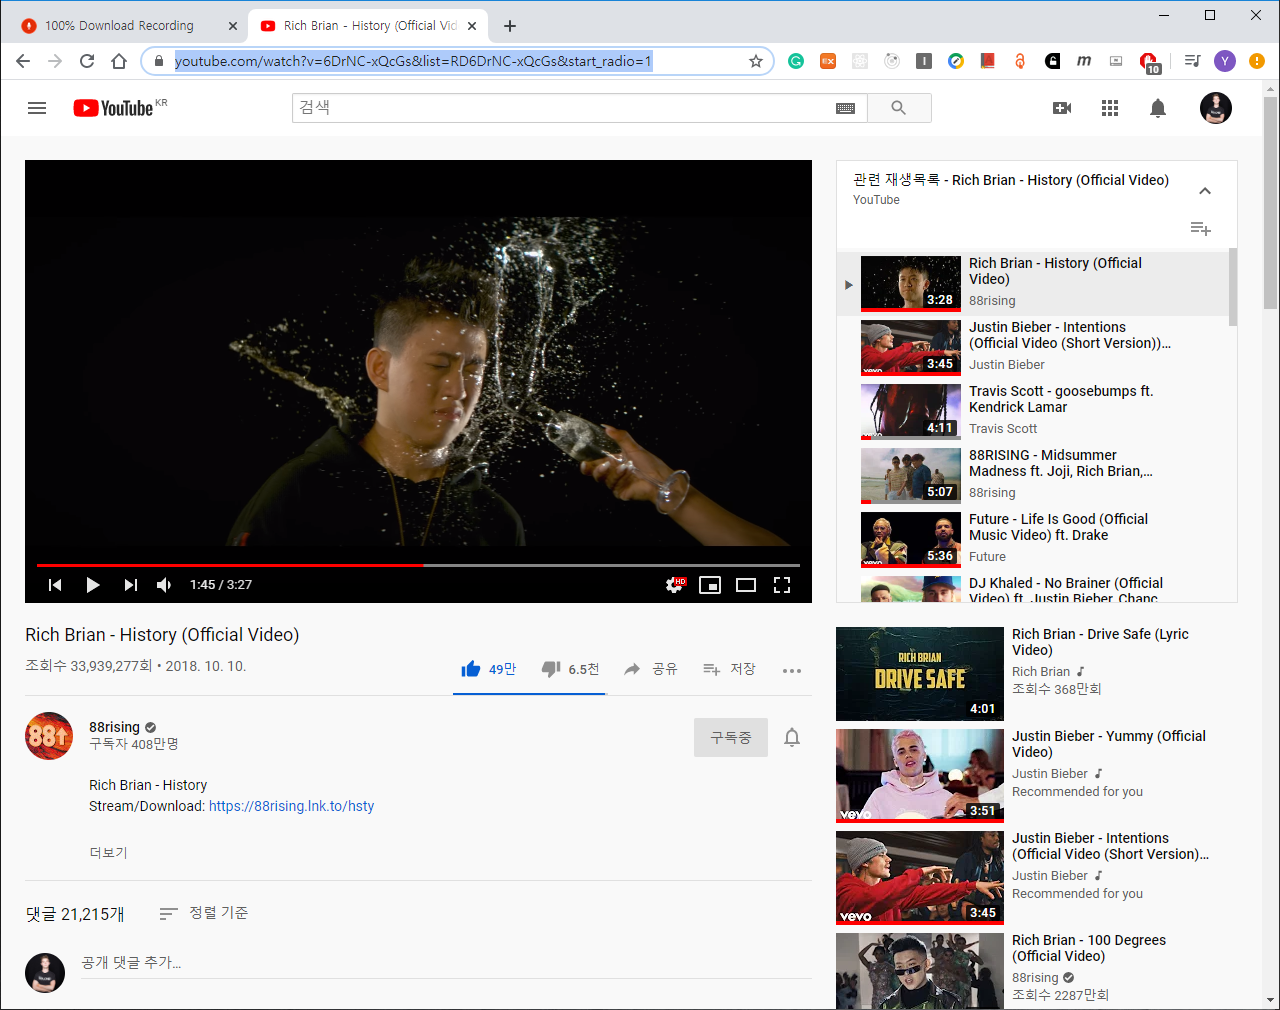 100% Download Recording
Rich Brian - History (Official Vid
youtube.com/watch?v=6DrNC-xQcGs&list=RD6DrNC-xQcGs&start_radio=1
EX
m
10
Y
YouTube KR
검색
HD
1:45 / 3:27
Rich Brian - History (Official Video)
조회수 33,939,277회 • 2018. 10. 10.
49만
6.5천
공유
저장
88↑
88rising
구독자 408만명
구독중
Rich Brian - History
Stream/Download: https://88rising.lnk.to/hsty
더보기
댓글 21,215개
정렬 기준
공개 댓글 추가...
관련 재생목록 - Rich Brian - History (Official Video)
YouTube
3:28
Rich Brian - History (Official
Video)
88rising
vevo
3:45
Justin Bieber - Intentions
(Official Video (Short Version))...
Justin Bieber
vevo
4:11
Travis Scott - goosebumps ft.
Kendrick Lamar
Travis Scott
5:07
88RISING - Midsummer
Madness ft. Joji, Rich Brian,...
88rising
5:36
Future - Life Is Good (Official
Music Video) ft. Drake
Future
DJ Khaled - No Brainer (Official
Video) ft. Justin Bieber, Chanc
RICH BRIAN
DRIVE SAFE
4:01
Rich Brian - Drive Safe (Lyric
Video)
Rich Brian
조회수 368만회
vevo
3:51
Justin Bieber - Yummy (Official
Video)
Justin Bieber
Recommended for you
vevo
3:45
Justin Bieber - Intentions
(Official Video (Short Version)...
Justin Bieber
Recommended for you
Rich Brian - 100 Degrees
(Official Video)
88rising
조회수 2287만회